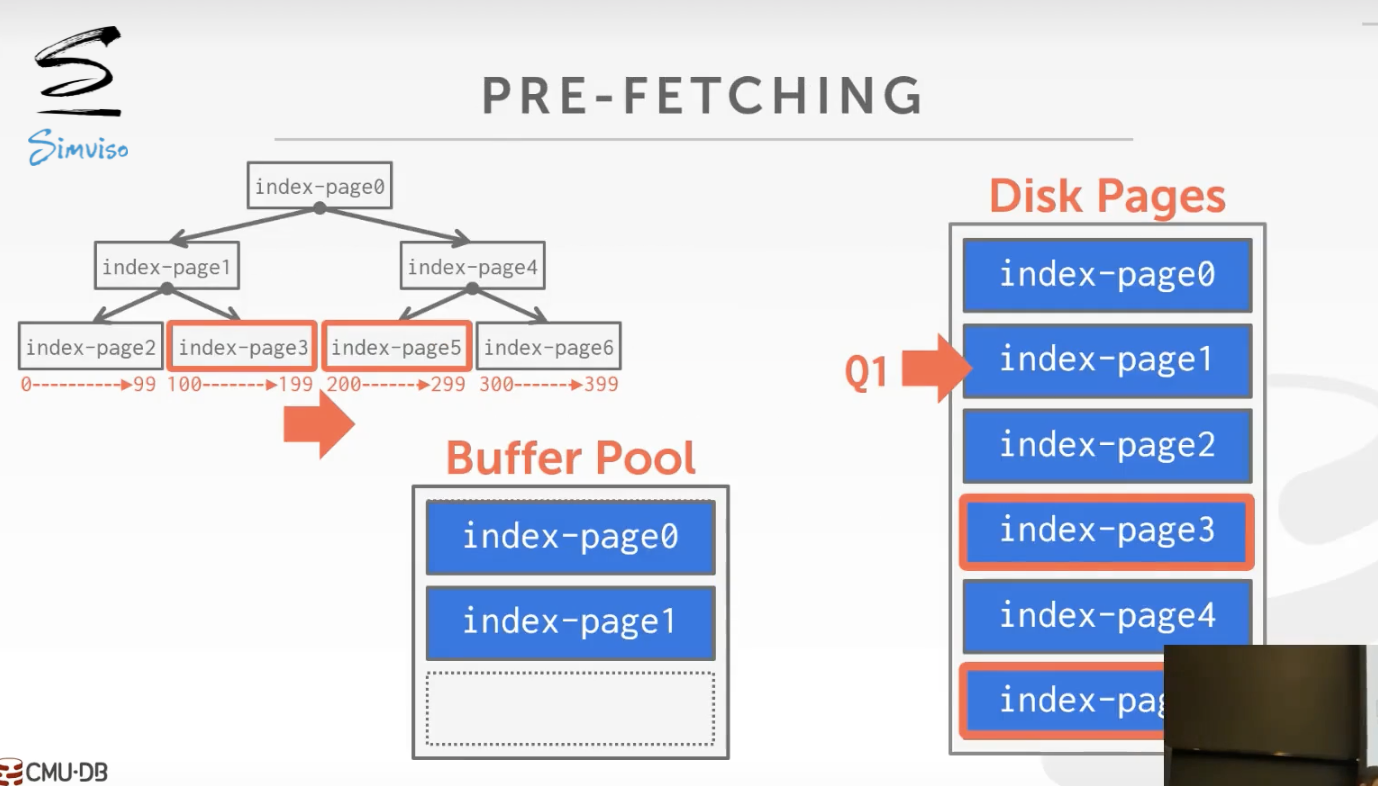 Simviso
PRE-FETCHING
index-page0
index-page1
index-page4
index-page2
index-page3
index-page5
index-page6
0---------->99
100------->199
200------>299
300------>399
Buffer Pool
index-page0
index-page1
Disk Pages
index-page0
Q1
index-page1
index-page2
index-page3
index-page4
index-pag
CMU·DB